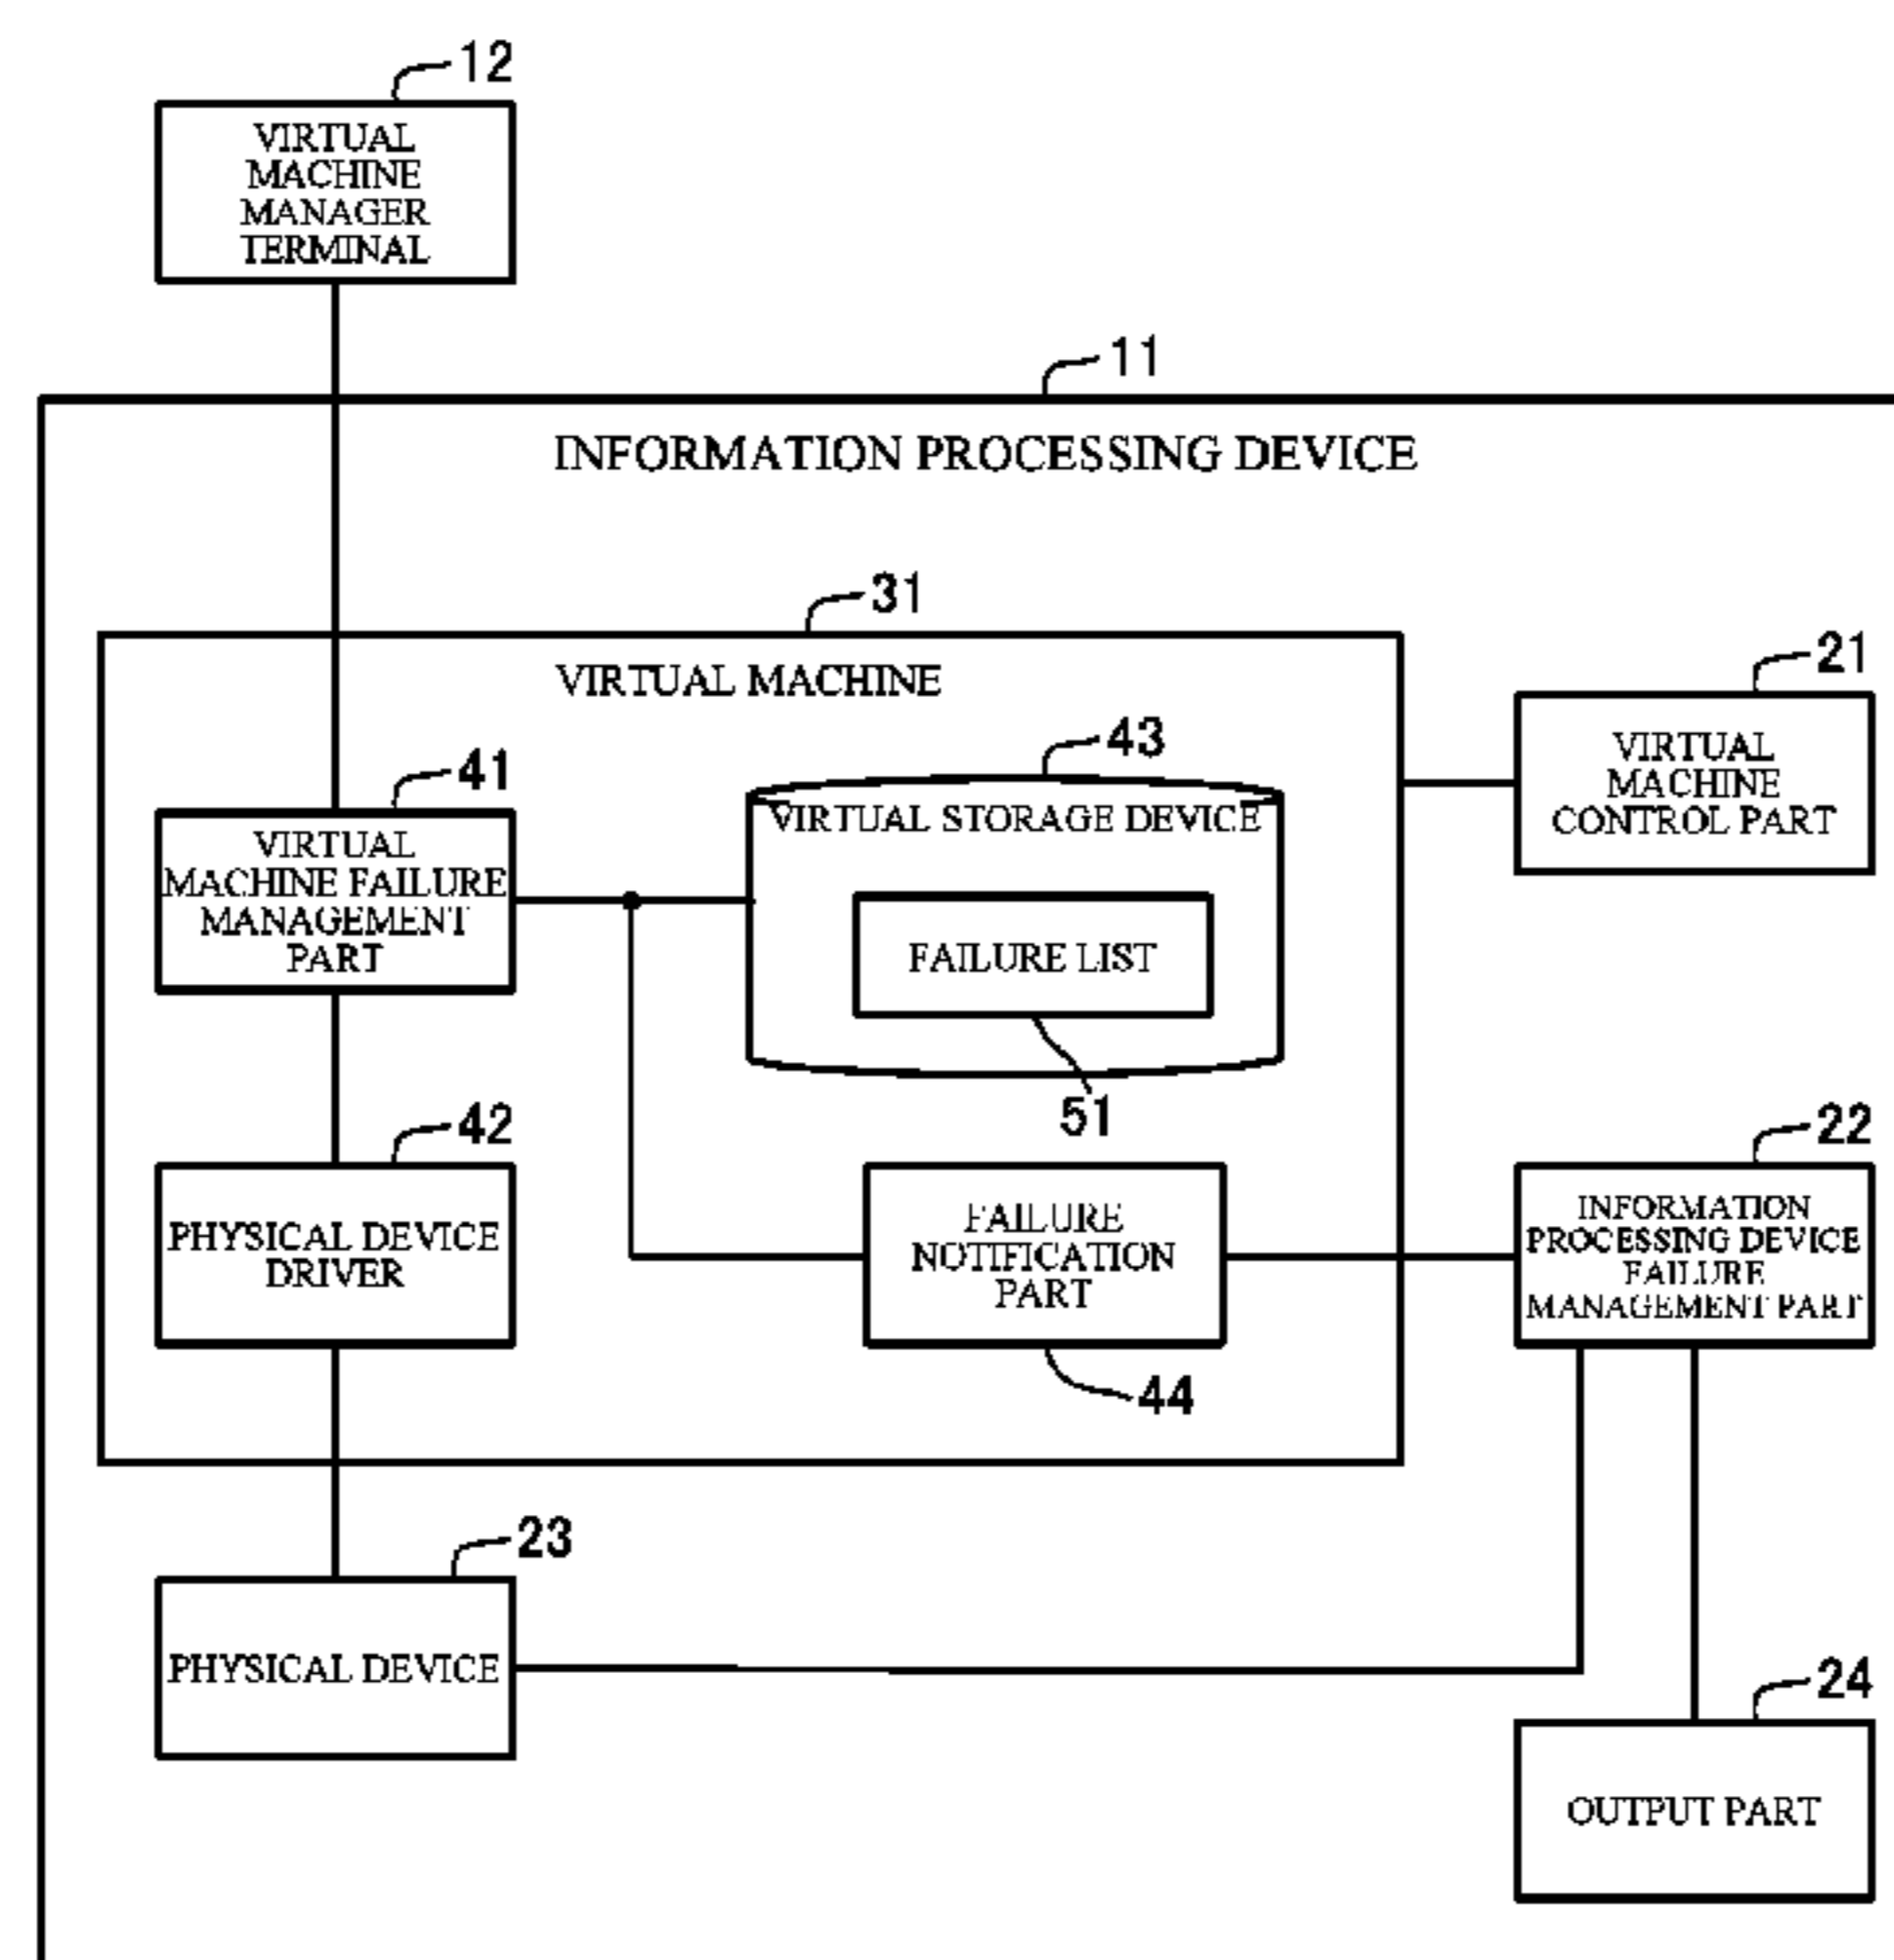 12
VIRTUAL
MACHINE
MANAGER
TERMINAL
11
INFORMATION PROCESSING DEVICE
31
VIRTUAL MACHINE
21
VIRTUAL
MACHINE
CONTROL PART
41
VIRTUAL
MACHINE FAILURE
MANAGEMENT
PART
43
VIRTUAL STORAGE DEVICE
FAILURE LIST
51
42
PHYSICAL DEVICE
DRIVER
FAILURE
NOTIFICATION
PART
44
22
INFORMATION
PROCESSING DEVICE
FAILURE
MANAGEMENT PART
23
PHYSICAL DEVICE
24
OUTPUT PART